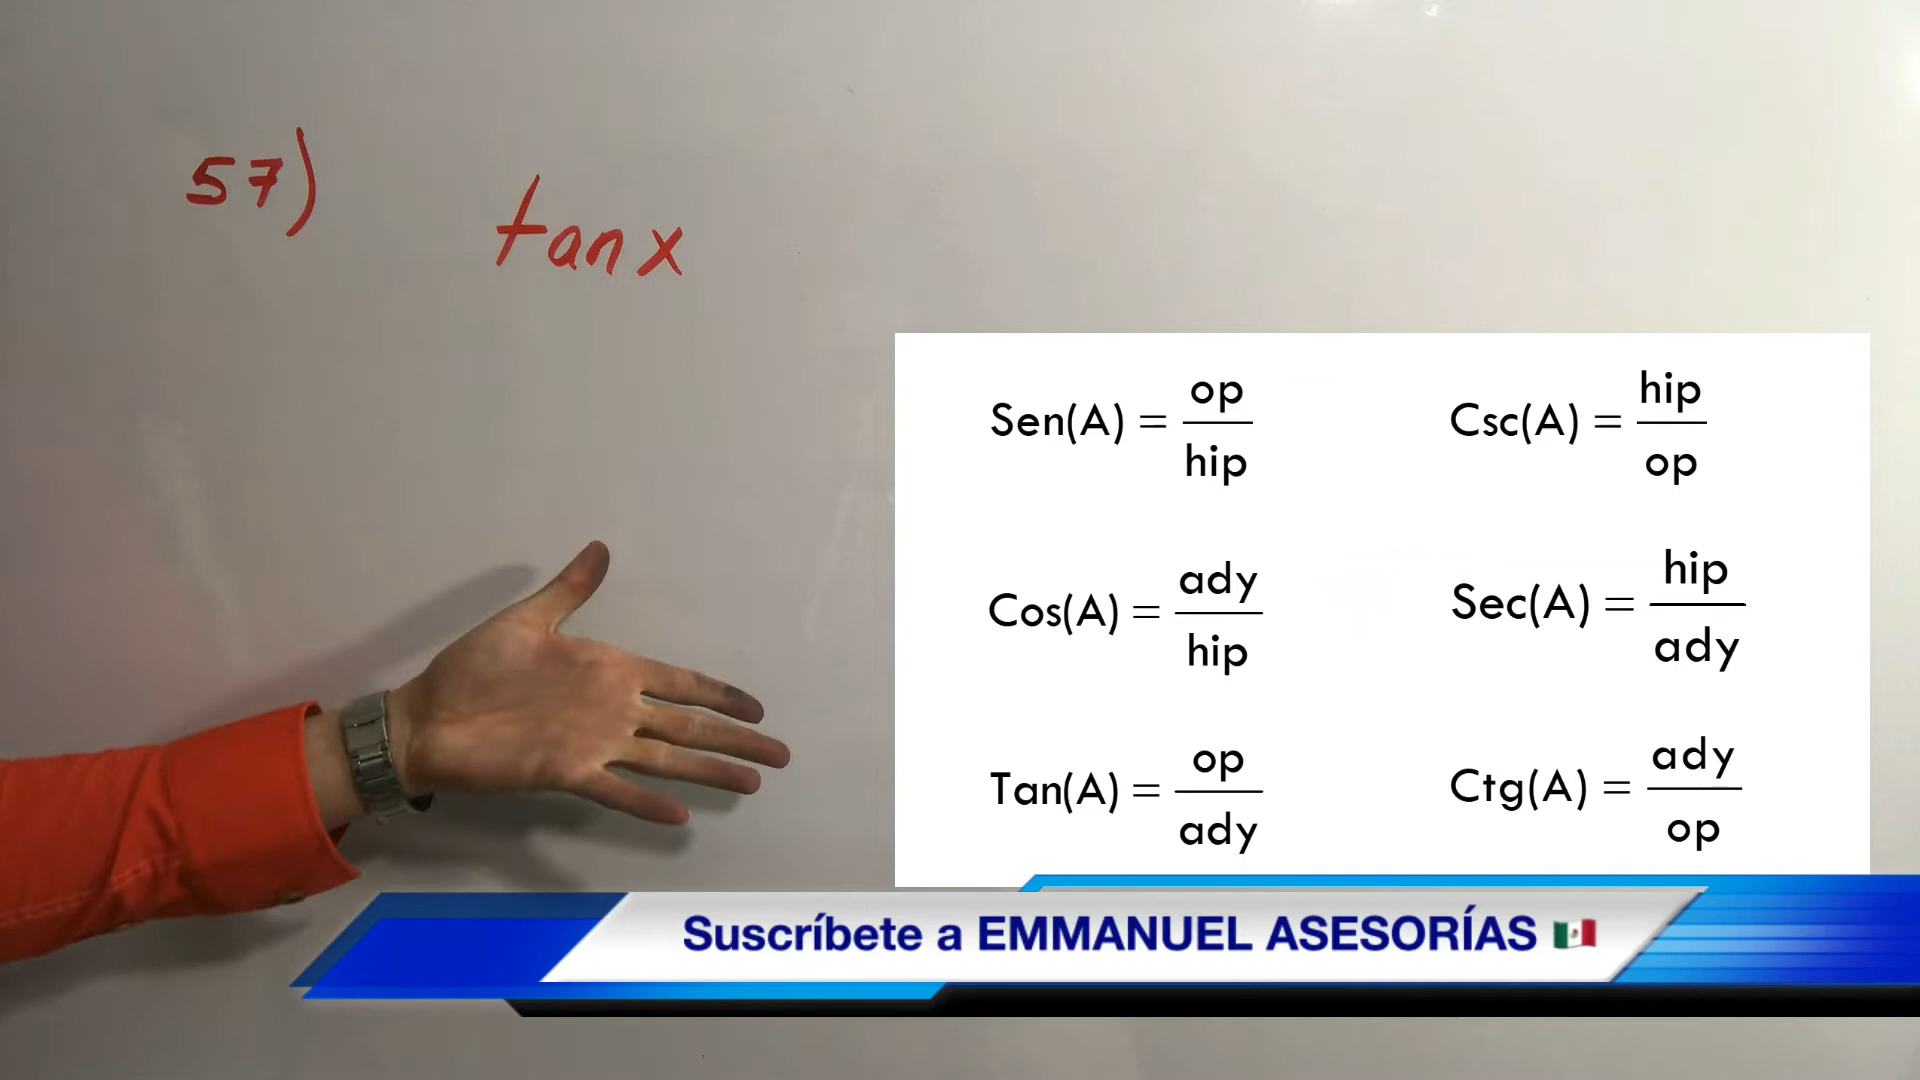 57)
tan x
Sen(A) = op/hip
Csc(A) = hip/op
Cos(A) = ady/hip
Sec(A) = hip/ady
Tan(A) = op/ady
Ctg(A) = ady/op
Suscríbete a EMMANUEL ASESORÍAS 🇲🇽